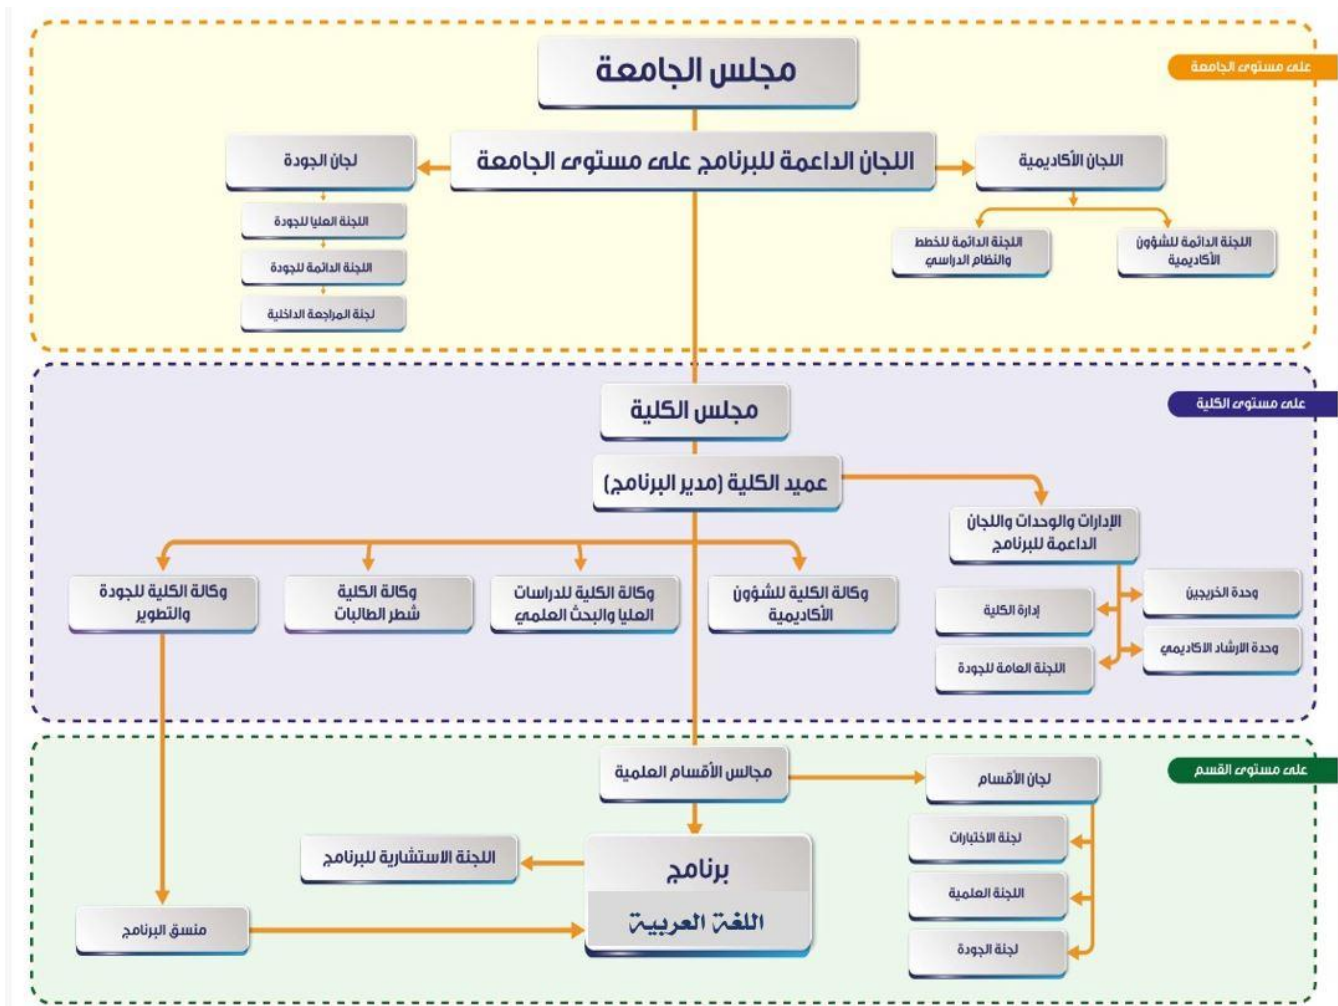 على مستوى الجامعة
مجلس الجامعة
اللجان الداعمة للبرنامج على مستوى الجامعة
اللجان الأكاديمية
اللجنة الدائمة للشؤون
الأكاديمية
اللجنة الدائمة للخطط
والنظام الدراسي
لجان الجودة
اللجنة العليا للجودة
اللجنة الدائمة للجودة
لجنة المراجعة الداخلية
على مستوى الكلية
مجلس الكلية
عميد الكلية (مدير البرنامج)
الإدارات والوحدات واللجان
الداعمة للبرنامج
وحدة الخريجين
إدارة الكلية
وحدة الارشاد الاكاديمي
اللجنة العامة للجودة
وكالة الكلية للشؤون
الأكاديمية
وكالة الكلية للدراسات
العليا والبحث العلمي
وكالة الكلية
شطر الطالبات
وكالة الكلية للجودة
والتطوير
على مستوى القسم
مجالس الأقسام العلمية
لجان الأقسام
لجنة الاختبارات
اللجنة العلمية
لجنة الجودة
برنامج
اللغة العربية
اللجنة الاستشارية للبرنامج
منسق البرنامج